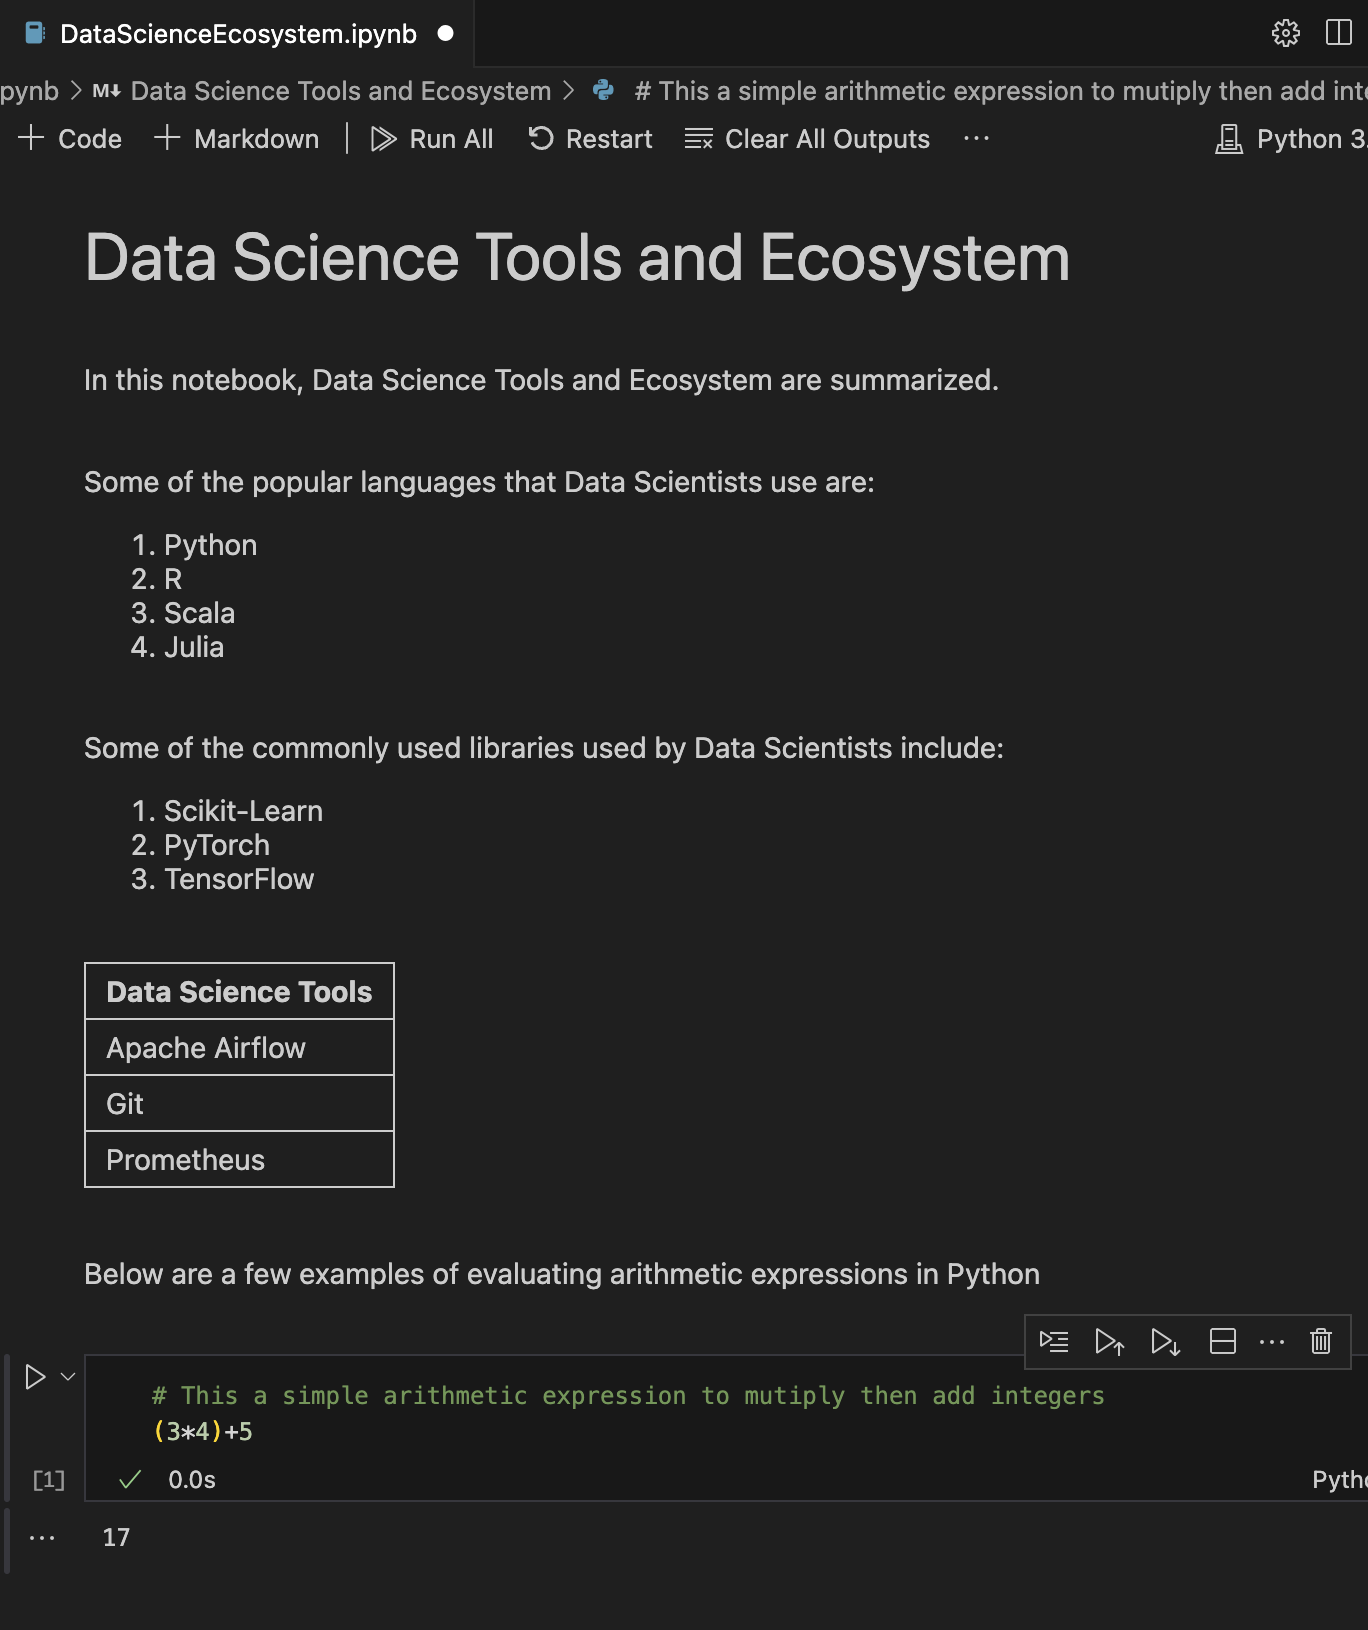 DataScienceEcosystem.ipynb
pynb > M↓ Data Science Tools and Ecosystem > # This a simple arithmetic expression to mutiply then add inte
+ Code + Markdown | Run All Restart Clear All Outputs ··· Python 3.
Data Science Tools and Ecosystem
In this notebook, Data Science Tools and Ecosystem are summarized.
Some of the popular languages that Data Scientists use are:
1. Python
2. R
3. Scala
4. Julia
Some of the commonly used libraries used by Data Scientists include:
1. Scikit-Learn
2. PyTorch
3. TensorFlow
Data Science Tools
Apache Airflow
Git
Prometheus
Below are a few examples of evaluating arithmetic expressions in Python
# This a simple arithmetic expression to mutiply then add integers
(3*4)+5
[1] ✓ 0.0s Pytho
··· 17